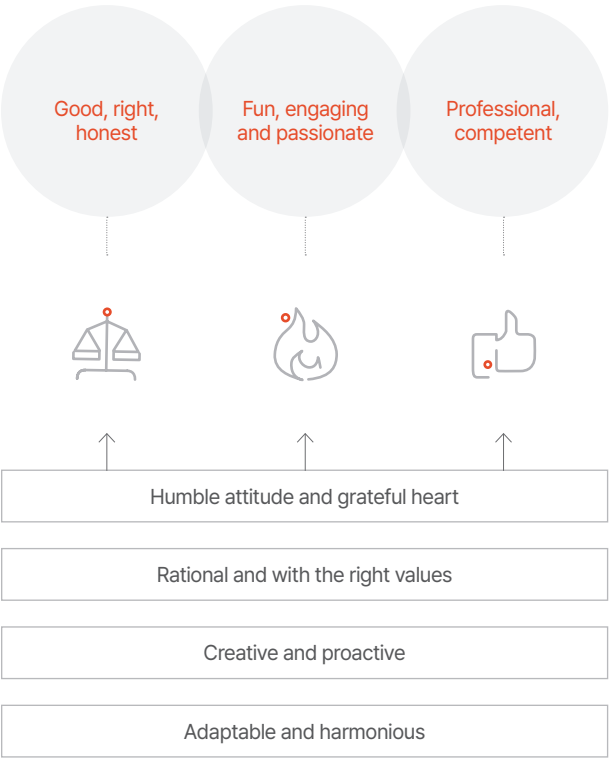 Good, right,
honest
Fun, engaging
and passionate
Professional,
competent
Humble attitude and grateful heart
Rational and with the right values
Creative and proactive
Adaptable and harmonious